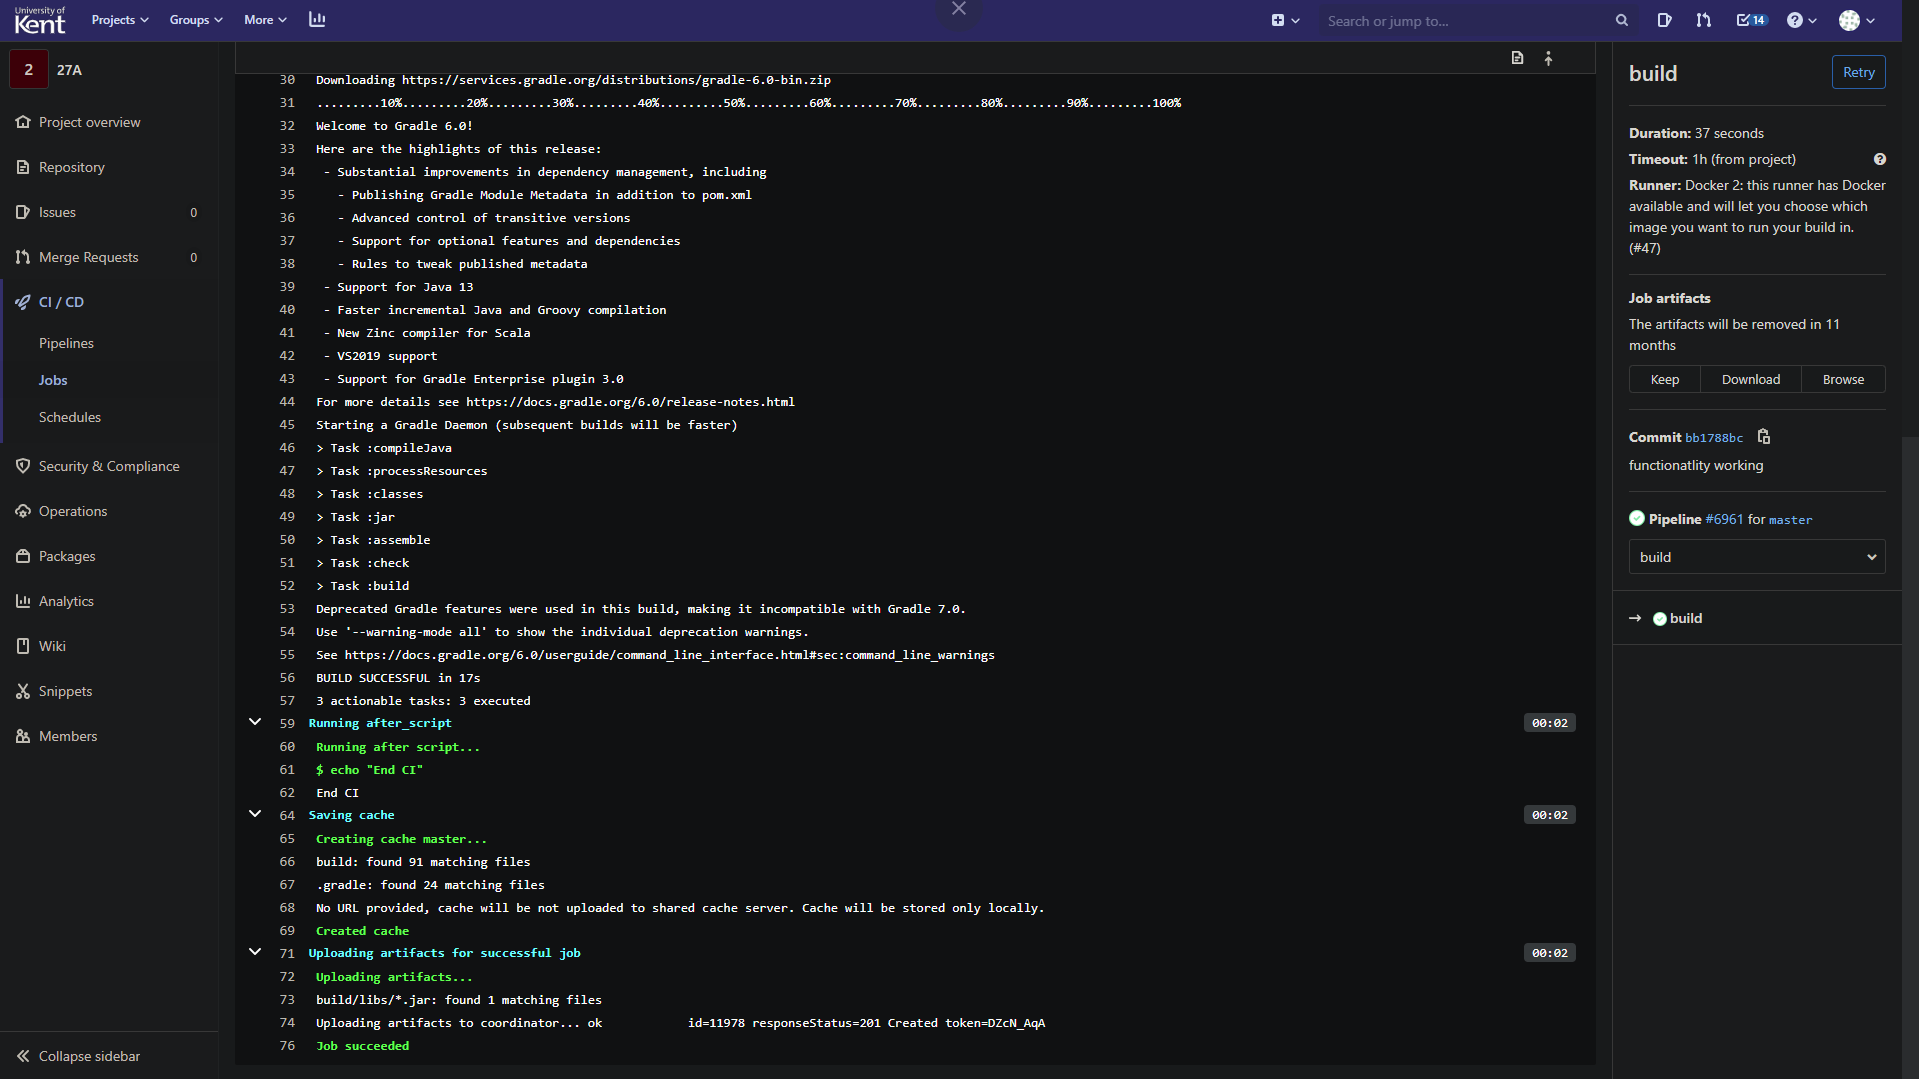 University of
Kent
Projects
Groups
More
Search or jump to...
14
2
27A
Project overview
Repository
Issues 0
Merge Requests 0
CI / CD
Pipelines
Jobs
Schedules
Security & Compliance
Operations
Packages
Analytics
Wiki
Snippets
Members
Collapse sidebar
30 Downloading https://services.gradle.org/distributions/gradle-6.0-bin.zip
31 .........10%.........20%.........30%.........40%.........50%.........60%.........70%.........80%.........90%.........100%
32 Welcome to Gradle 6.0!
33 Here are the highlights of this release:
34 - Substantial improvements in dependency management, including
35 - Publishing Gradle Module Metadata in addition to pom.xml
36 - Advanced control of transitive versions
37 - Support for optional features and dependencies
38 - Rules to tweak published metadata
39 - Support for Java 13
40 - Faster incremental Java and Groovy compilation
41 - New Zinc compiler for Scala
42 - VS2019 support
43 - Support for Gradle Enterprise plugin 3.0
44 For more details see https://docs.gradle.org/6.0/release-notes.html
45 Starting a Gradle Daemon (subsequent builds will be faster)
46 > Task :compileJava
47 > Task :processResources
48 > Task :classes
49 > Task :jar
50 > Task :assemble
51 > Task :check
52 > Task :build
53 Deprecated Gradle features were used in this build, making it incompatible with Gradle 7.0.
54 Use '--warning-mode all' to show the individual deprecation warnings.
55 See https://docs.gradle.org/6.0/userguide/command_line_interface.html#sec:command_line_warnings
56 BUILD SUCCESSFUL in 17s
57 3 actionable tasks: 3 executed
59 Running after_script 00:02
60 Running after script...
61 $ echo "End CI"
62 End CI
64 Saving cache 00:02
65 Creating cache master...
66 build: found 91 matching files
67 .gradle: found 24 matching files
68 No URL provided, cache will be not uploaded to shared cache server. Cache will be stored only locally.
69 Created cache
71 Uploading artifacts for successful job 00:02
72 Uploading artifacts...
73 build/libs/*.jar: found 1 matching files
74 Uploading artifacts to coordinator... ok id=11978 responseStatus=201 Created token=DZcN_AqA
76 Job succeeded
build
Retry
Duration: 37 seconds
Timeout: 1h (from project)
Runner: Docker 2: this runner has Docker
available and will let you choose which
image you want to run your build in.
(#47)
Job artifacts
The artifacts will be removed in 11
months
Keep
Download
Browse
Commit bb1788bc
functionatlity working
Pipeline #6961 for master
build
→ build